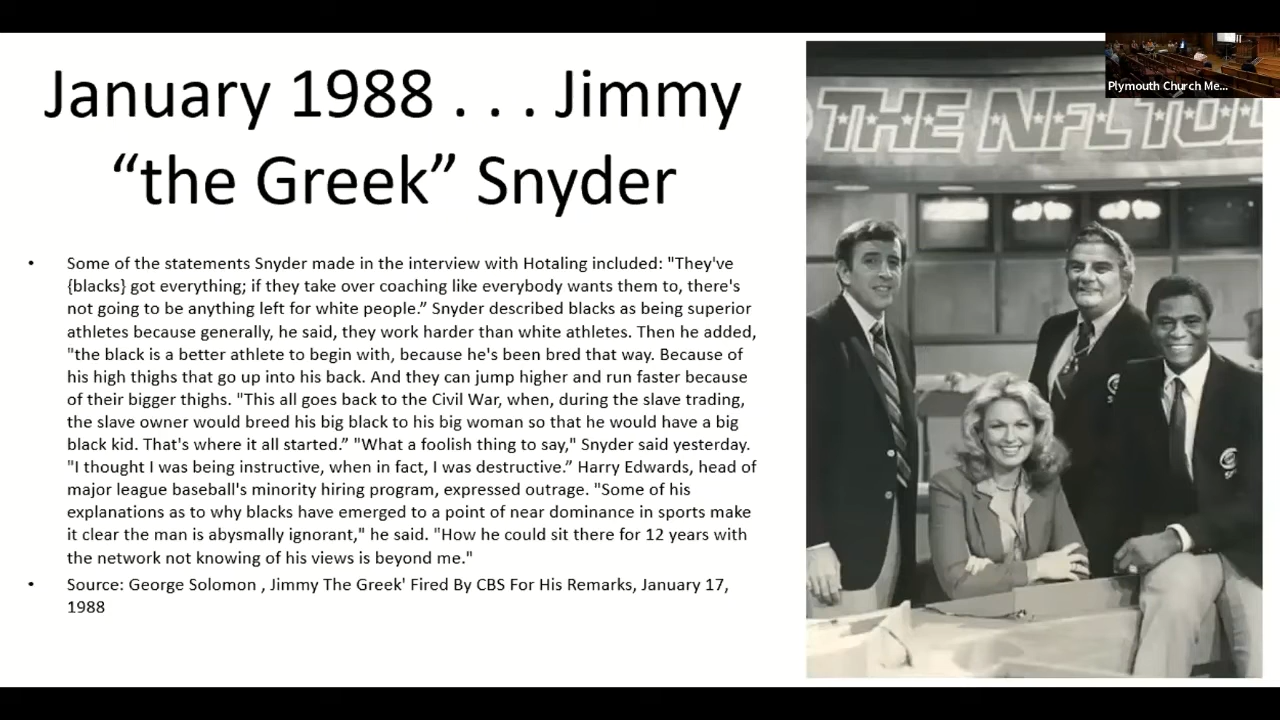 January 1988 . . . Jimmy
“the Greek” Snyder
• Some of the statements Snyder made in the interview with Hotaling included: "They've
{blacks} got everything; if they take over coaching like everybody wants them to, there's
not going to be anything left for white people.” Snyder described blacks as being superior
athletes because generally, he said, they work harder than white athletes. Then he added,
"the black is a better athlete to begin with, because he's been bred that way. Because of
his high thighs that go up into his back. And they can jump higher and run faster because
of their bigger thighs. "This all goes back to the Civil War, when, during the slave trading,
the slave owner would breed his big black to his big woman so that he would have a big
black kid. That's where it all started.” "What a foolish thing to say," Snyder said yesterday.
"I thought I was being instructive, when in fact, I was destructive.” Harry Edwards, head of
major league baseball's minority hiring program, expressed outrage. "Some of his
explanations as to why blacks have emerged to a point of near dominance in sports make
it clear the man is abysmally ignorant," he said. "How he could sit there for 12 years with
the network not knowing of his views is beyond me."
• Source: George Solomon , Jimmy The Greek' Fired By CBS For His Remarks, January 17,
1988
THE NFL TOD
Plymouth Church Me...